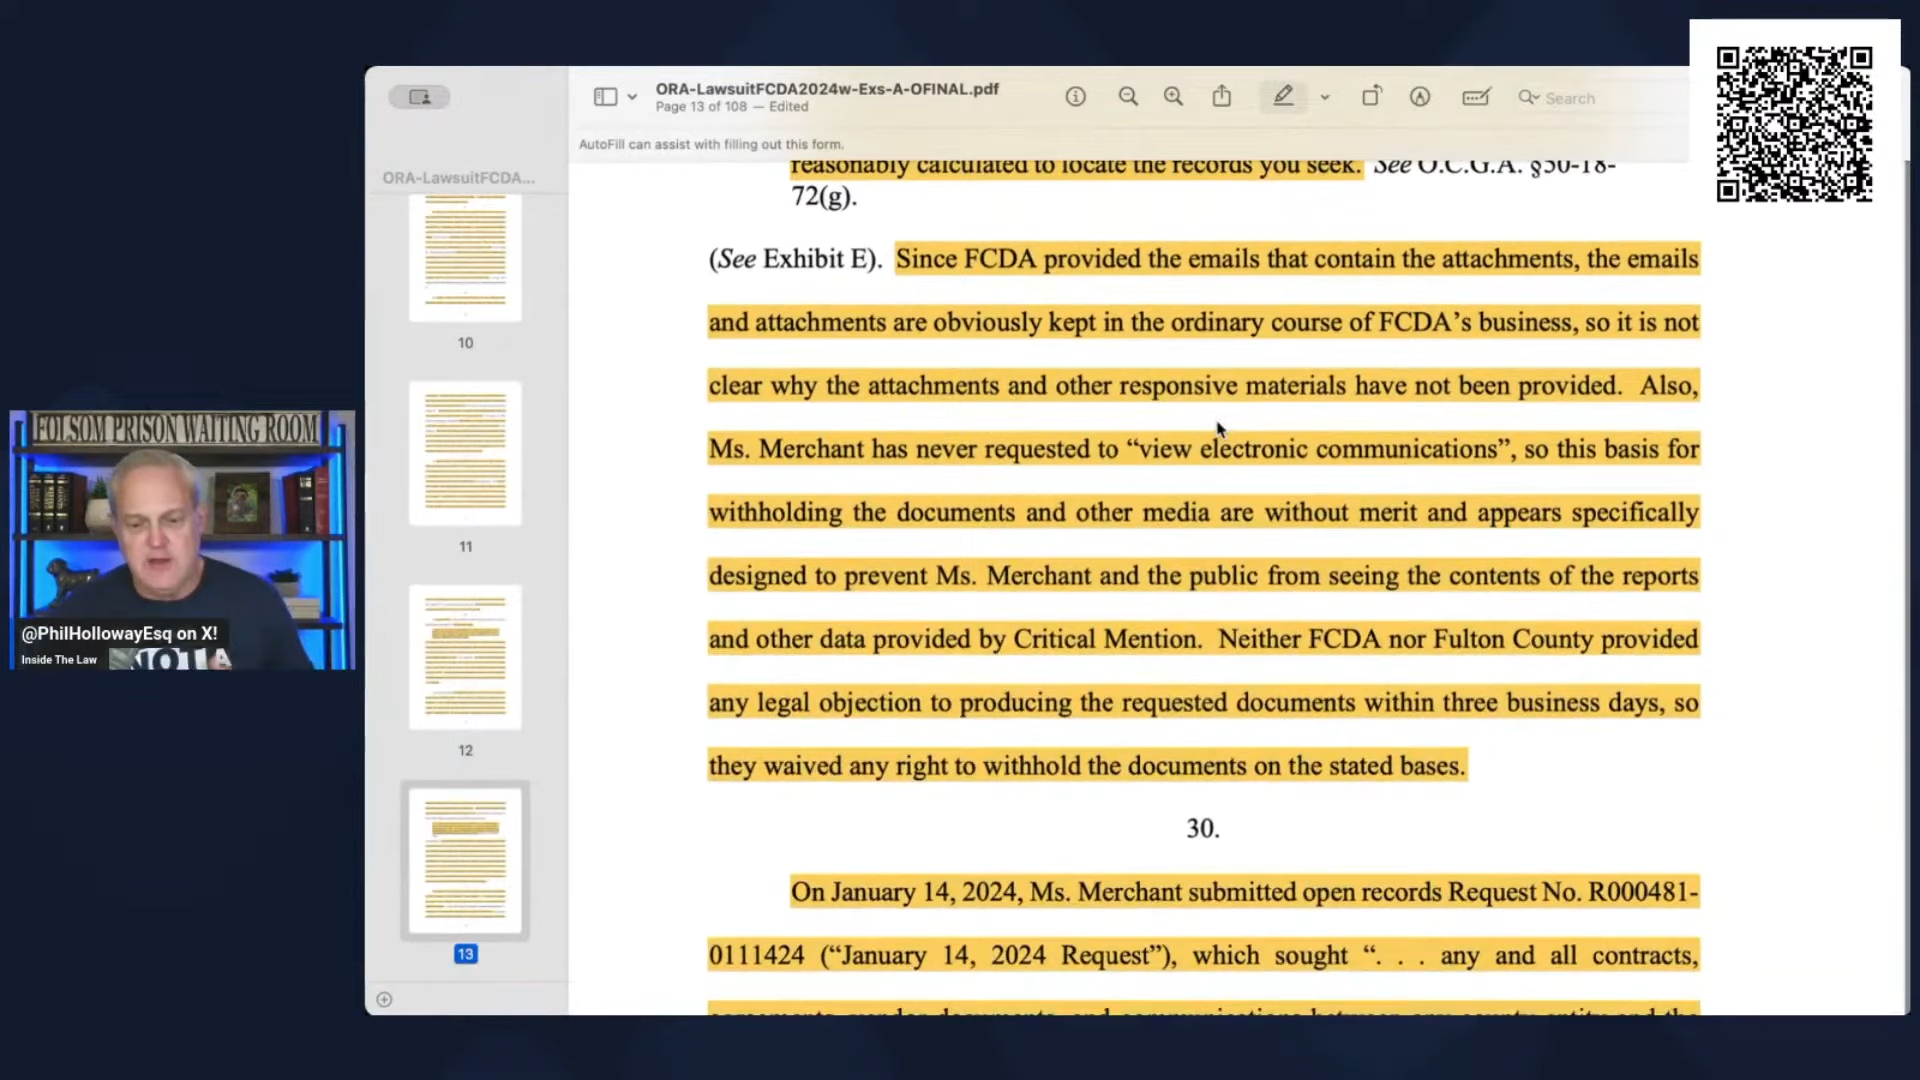 ORA-LawsuitFCDA2024w-Exs-A-OFINAL.pdf
Page 13 of 108 — Edited
Search
AutoFill can assist with filling out this form.
ORA-LawsuitFCDA...
10
11
12
13
reasonably calculated to locate the records you seek. See O.C.G.A. §50-18-
72(g).
(See Exhibit E). Since FCDA provided the emails that contain the attachments, the emails
and attachments are obviously kept in the ordinary course of FCDA’s business, so it is not
clear why the attachments and other responsive materials have not been provided. Also,
Ms. Merchant has never requested to “view electronic communications”, so this basis for
withholding the documents and other media are without merit and appears specifically
designed to prevent Ms. Merchant and the public from seeing the contents of the reports
and other data provided by Critical Mention. Neither FCDA nor Fulton County provided
any legal objection to producing the requested documents within three business days, so
they waived any right to withhold the documents on the stated bases.
30.
On January 14, 2024, Ms. Merchant submitted open records Request No. R000481-
0111424 (“January 14, 2024 Request”), which sought “. . . any and all contracts,
FOLSOM PRISON WAITING ROOM
@PhilHollowayEsq on X!
Inside The Law
NOT A